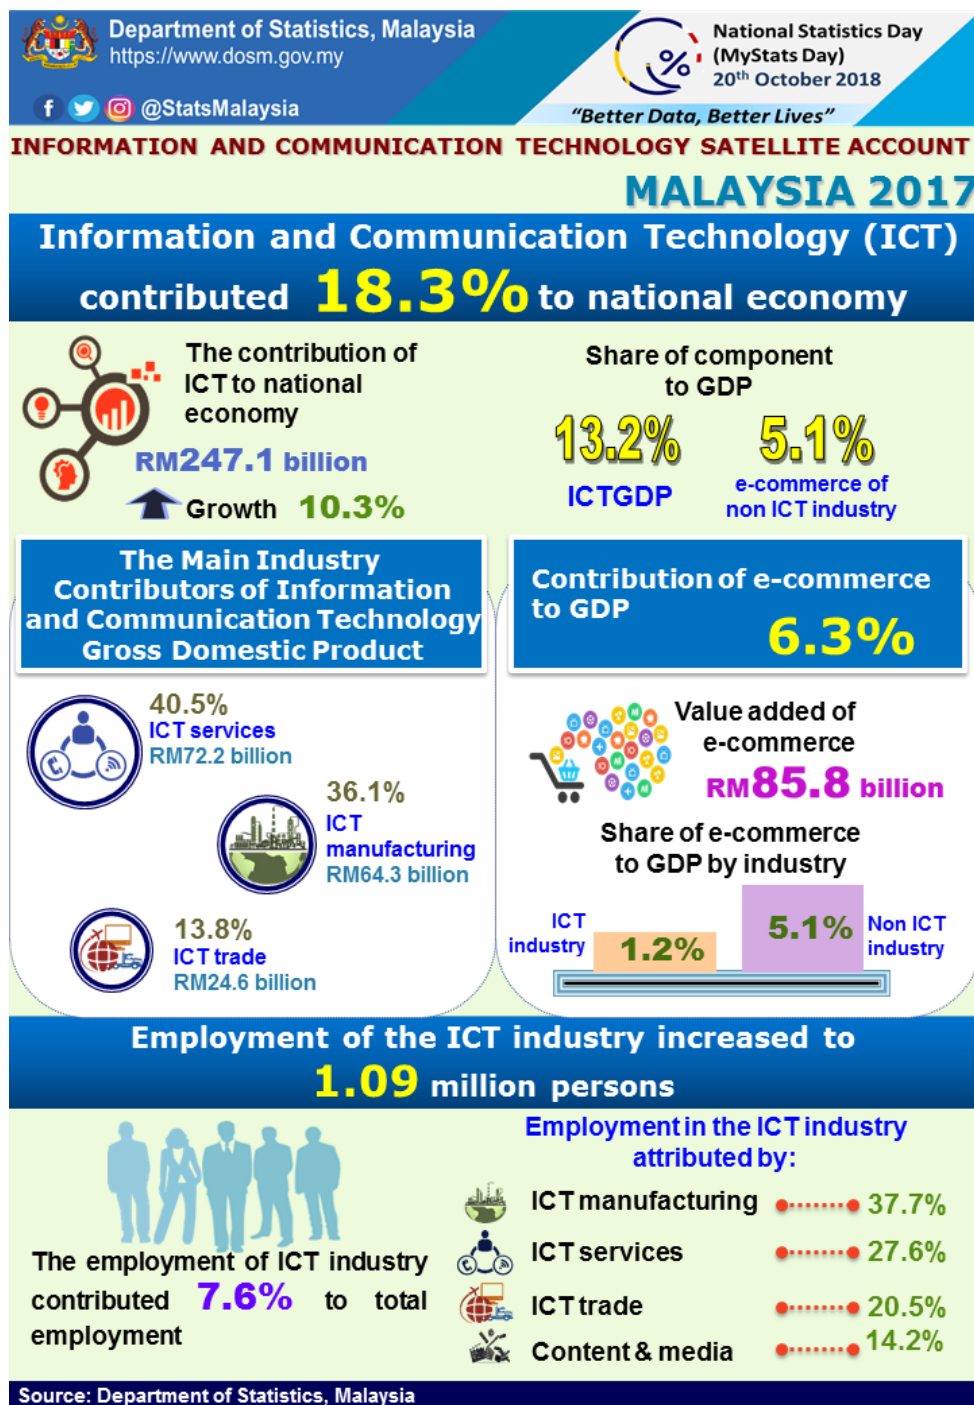 Department of Statistics, Malaysia
https://www.dosm.gov.my
@StatsMalaysia
National Statistics Day
(MyStats Day)
20th October 2018
"Better Data, Better Lives"
INFORMATION AND COMMUNICATION TECHNOLOGY SATELLITE ACCOUNT
MALAYSIA 2017
Information and Communication Technology (ICT)
contributed 18.3% to national economy
The contribution of
ICT to national
economy
RM247.1 billion
Growth 10.3%
Share of component
to GDP
13.2%
ICTGDP
5.1%
e-commerce of
non ICT industry
The Main Industry
Contributors of Information
and Communication Technology
Gross Domestic Product
40.5%
ICT services
RM72.2 billion
36.1%
ICT
manufacturing
RM64.3 billion
13.8%
ICT trade
RM24.6 billion
Contribution of e-commerce
to GDP
6.3%
Value added of
e-commerce
RM85.8 billion
Share of e-commerce
to GDP by industry
ICT
industry
1.2%
5.1%
Non ICT
industry
Employment of the ICT industry increased to
1.09 million persons
The employment of ICT industry
contributed 7.6% to total
employment
Employment in the ICT industry
attributed by:
ICT manufacturing 37.7%
ICT services 27.6%
ICT trade 20.5%
Content & media 14.2%
Source: Department of Statistics, Malaysia